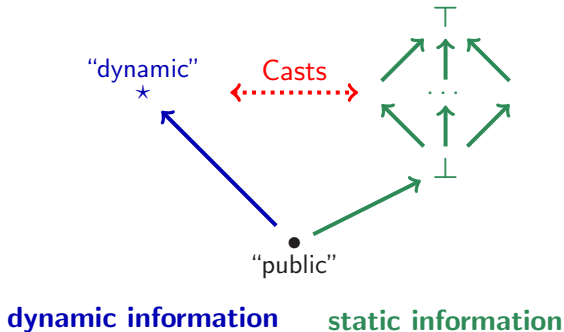 ⊤
“dynamic”
Casts
⋆
...
⊥
•
“public”
dynamic information
static information